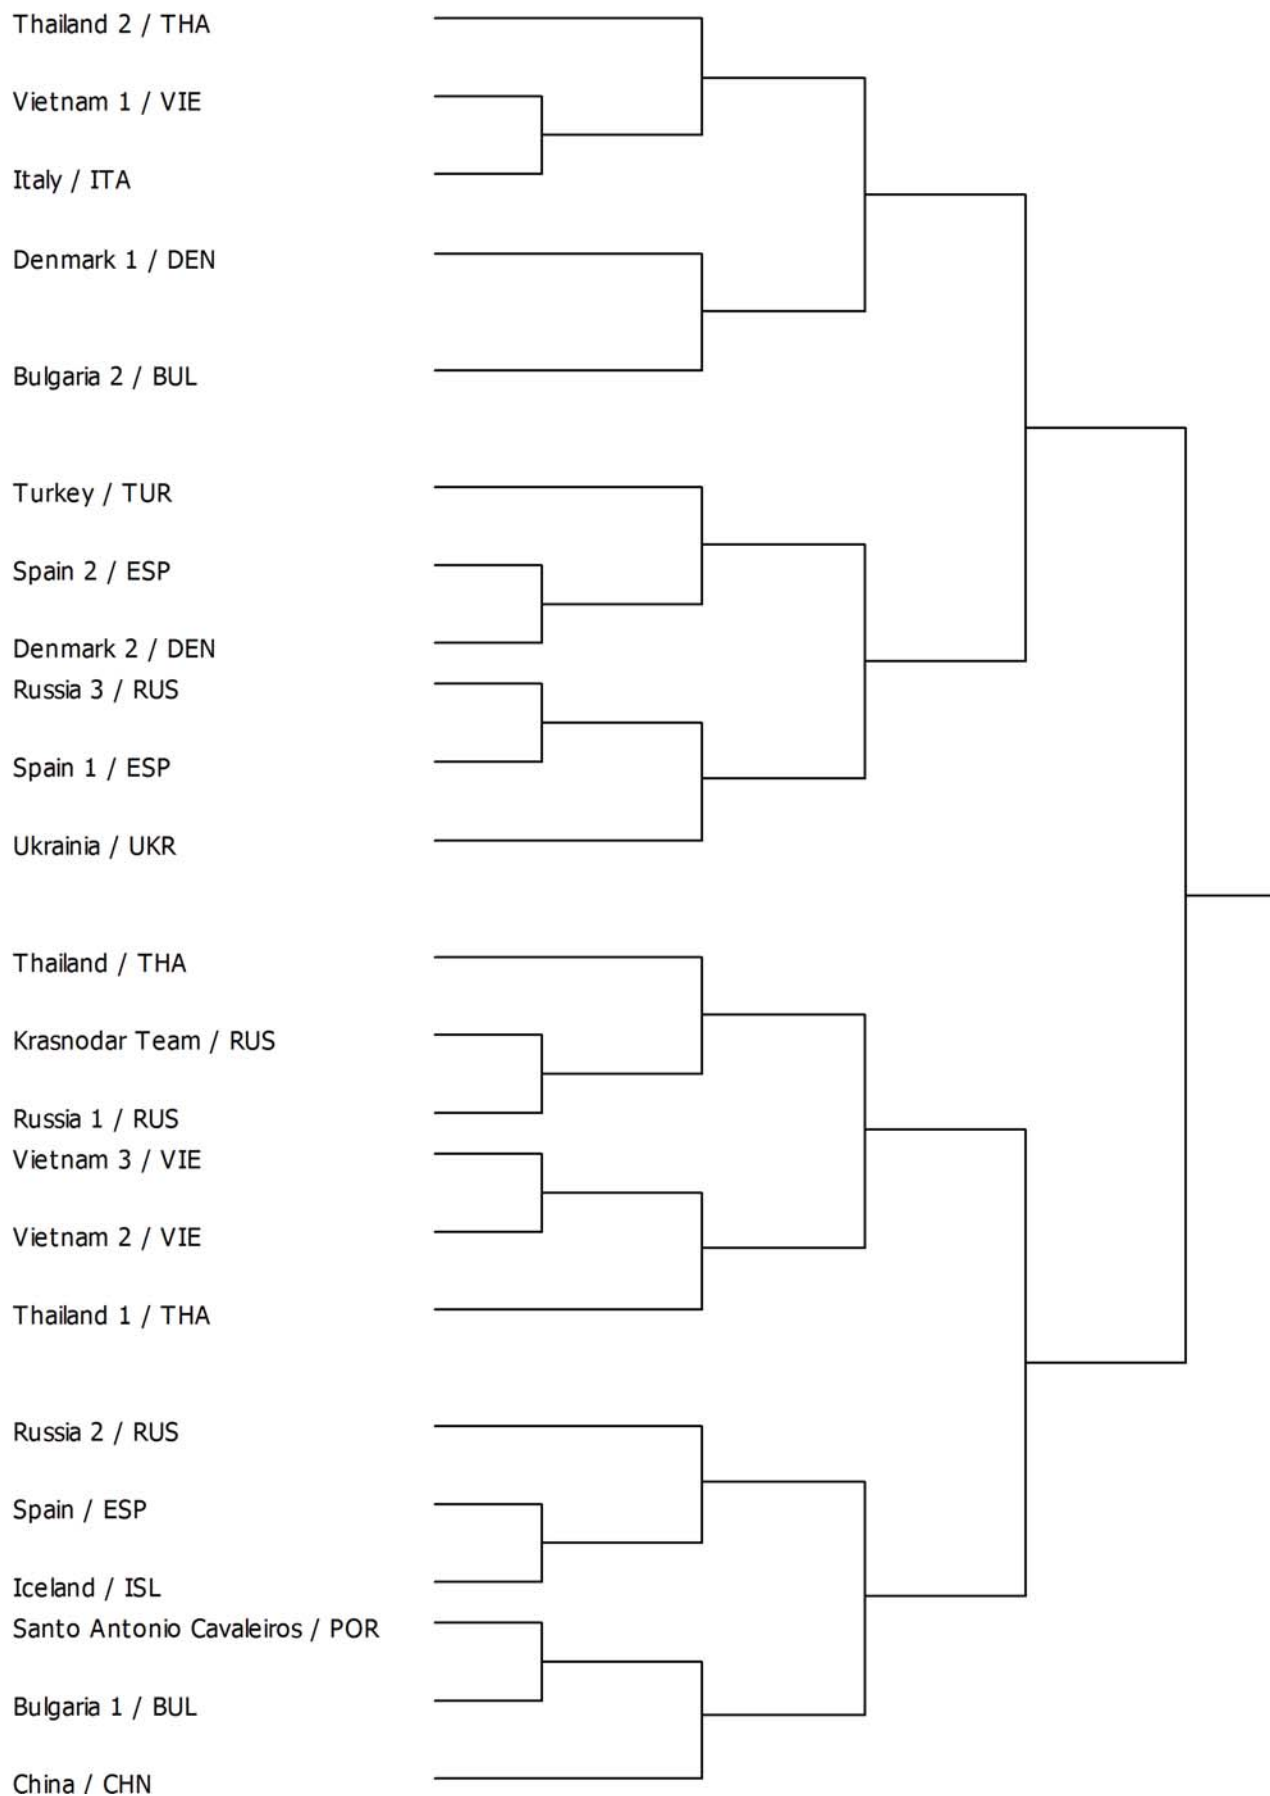 Thailand 2 / THA
Vietnam 1 / VIE
Italy / ITA
Denmark 1 / DEN
Bulgaria 2 / BUL
Turkey / TUR
Spain 2 / ESP
Denmark 2 / DEN
Russia 3 / RUS
Spain 1 / ESP
Ukrainia / UKR
Thailand / THA
Krasnodar Team / RUS
Russia 1 / RUS
Vietnam 3 / VIE
Vietnam 2 / VIE
Thailand 1 / THA
Russia 2 / RUS
Spain / ESP
Iceland / ISL
Santo Antonio Cavaleiros / POR
Bulgaria 1 / BUL
China / CHN